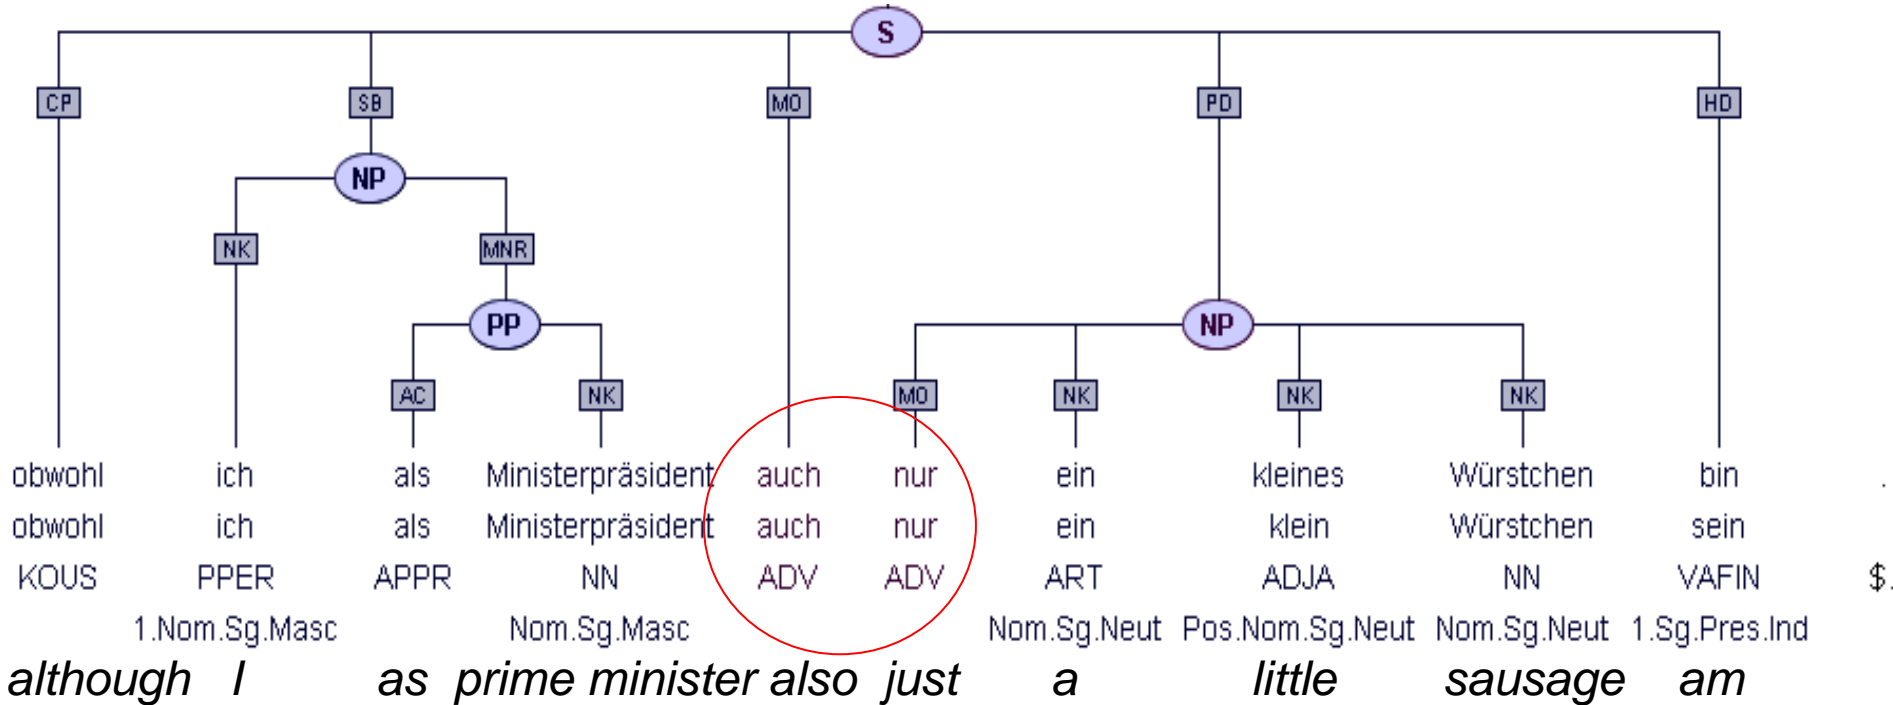 S
CP SB MO PD HD
NP
NK MNR
PP NP
AC NK MO NK NK NK
obwohl ich als Ministerpräsident auch nur ein kleines Würstchen bin .
obwohl ich als Ministerpräsident auch nur ein klein Würstchen sein
KOUS PPER APPR NN ADV ADV ART ADJA NN VAFIN $.
1.Nom.Sg.Masc Nom.Sg.Masc Nom.Sg.Neut Pos.Nom.Sg.Neut Nom.Sg.Neut 1.Sg.Pres.Ind
although I as prime minister also just a little sausage am